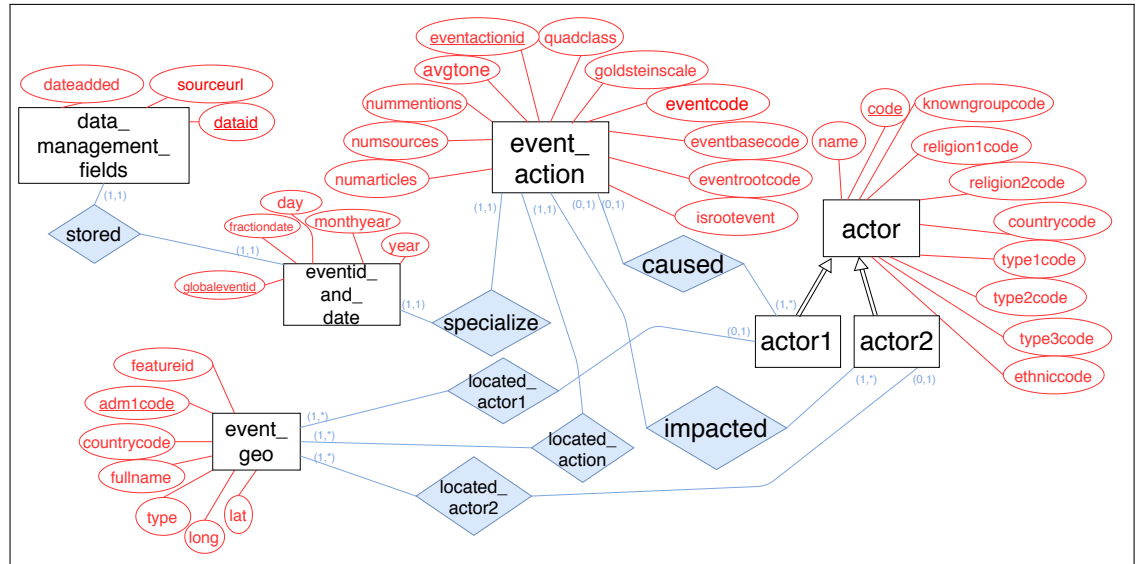 eventactionid
quadclass
dateadded
sourceurl
avgtone
goldsteinscale
data_
management_
fields
dataid
nummentions
eventcode
code
knowngroupcode
numsources
event_
action
eventbasecode
name
religion1code
numarticles
eventrootcode
religion2code
isrootevent
(1,1)
day
(1,1)
(1,1)
(0,1)
(0,1)
actor
countrycode
stored
fractiondate
monthyear
year
(1,1)
type1code
globaleventid
eventid_
and_
date
caused
type2code
(1,1)
specialize
(1,*)
actor1
actor2
type3code
(0,1)
featureid
located_
actor1
(1,*)
(0,1)
ethniccode
adm1code
(1,*)
event_
geo
(1,*)
(1,*)
countrycode
located_
action
impacted
fullname
located_
actor2
type
long
lat